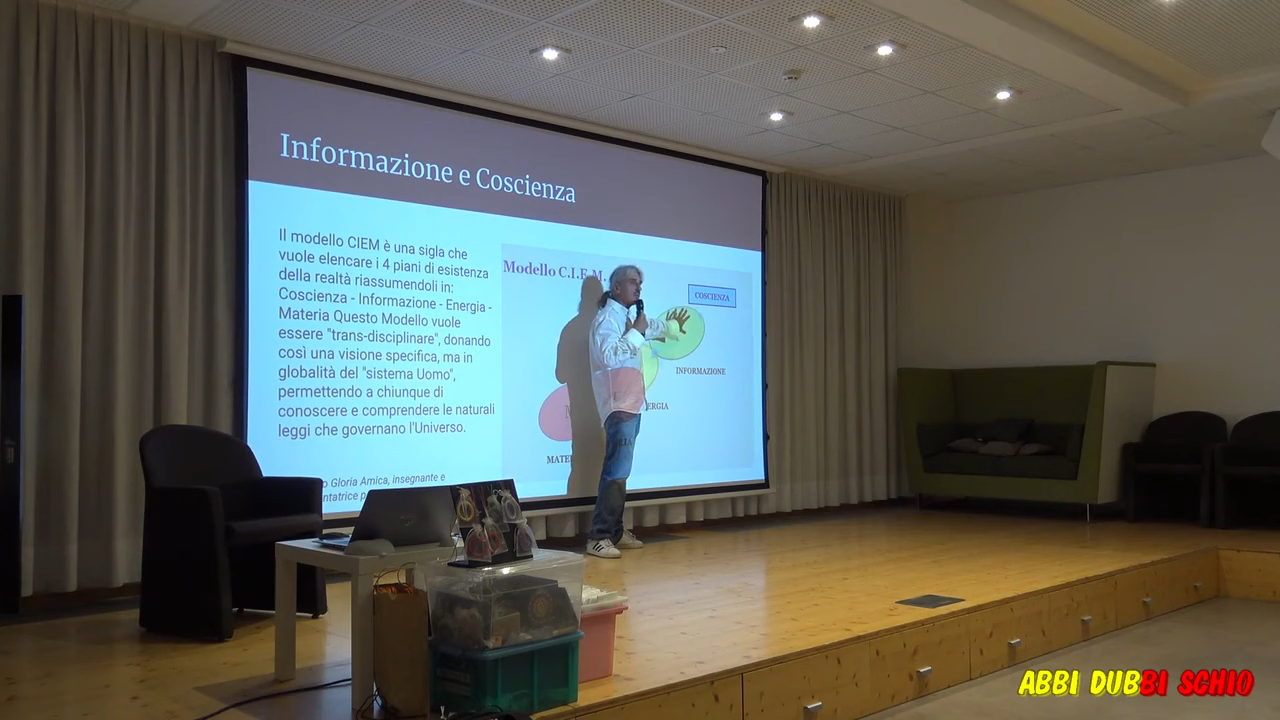 Informazione e Coscienza
Il modello CIEM è una sigla che
vuole elencare i 4 piani di esistenza
della realtà riassumendoli in:
Coscienza - Informazione - Energia -
Materia Questo Modello vuole
essere "trans-disciplinare", donando
così una visione specifica, ma in
globalità del "sistema Uomo",
permettendo a chiunque di
conoscere e comprendere le naturali
leggi che governano l'Universo.
Gloria Amica, insegnante e
Modello C.I.E.M.
COSCIENZA
INFORMAZIONE
ERGIA
MATE
ABBI DUBBI SCHIO